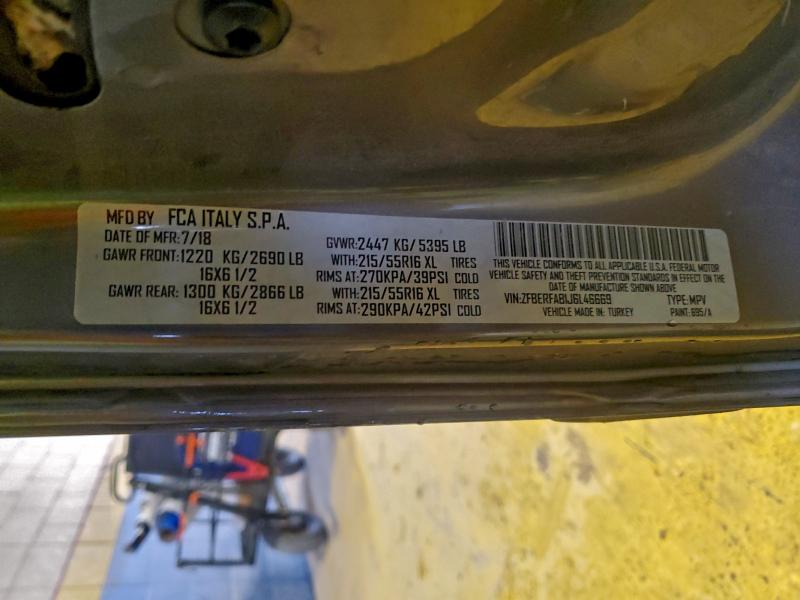 MFD BY FCA ITALY S.P.A.
DATE OF MFR: 7/18
GAWR FRONT: 1220 KG/2690 LB
16X6 1/2
GAWR REAR: 1300 KG/2866 LB
16X6 1/2
GVWR: 2447 KG/ 5395 LB
WITH: 215/55R16 XL TIRES
RIMS AT: 270KPA/39PSI COLD
WITH: 215/55R16 XL TIRES
RIMS AT: 290KPA/42PSI COLD
THIS VEHICLE CONFORMS TO ALL APPLICABLE U.S.A. FEDERAL MOTOR
VEHICLE SAFETY AND THEFT PREVENTION STANDARDS IN EFFECT ON THE
DATE OF MANUFACTURE SHOWN ABOVE
VIN: ZFBERFAB1J6L46669 TYPE: MPV
VEHICLE MADE IN: TURKEY PAINT: 695/A